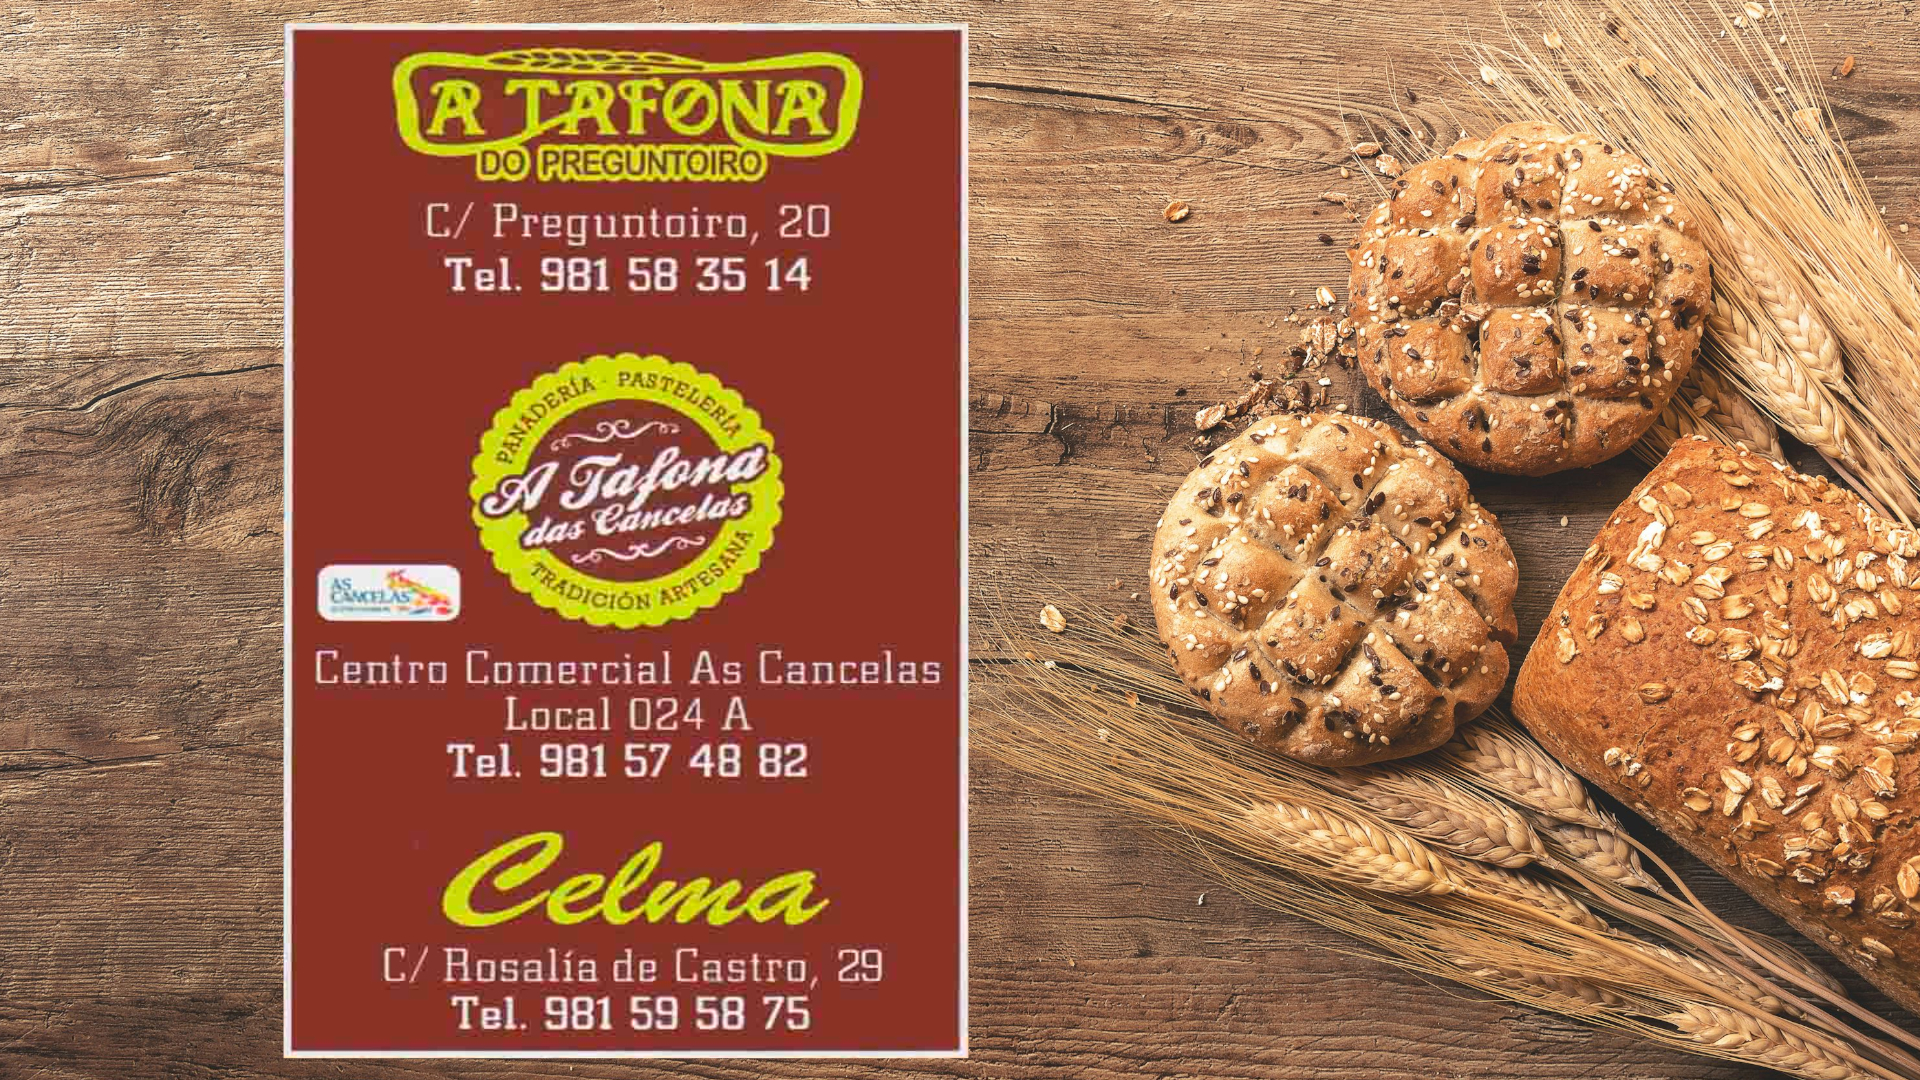 A TAFONA
DO PREGUNTOIRO
C/ Preguntoiro, 20
Tel. 981 58 35 14
PANADERÍA · PASTELERÍA
A Tafona
das Cancelas
TRADICIÓN ARTESANA
AS
CANCELAS
Centro Comercial As Cancelas
Local 024 A
Tel. 981 57 48 82
Celma
C/ Rosalía de Castro, 29
Tel. 981 59 58 75